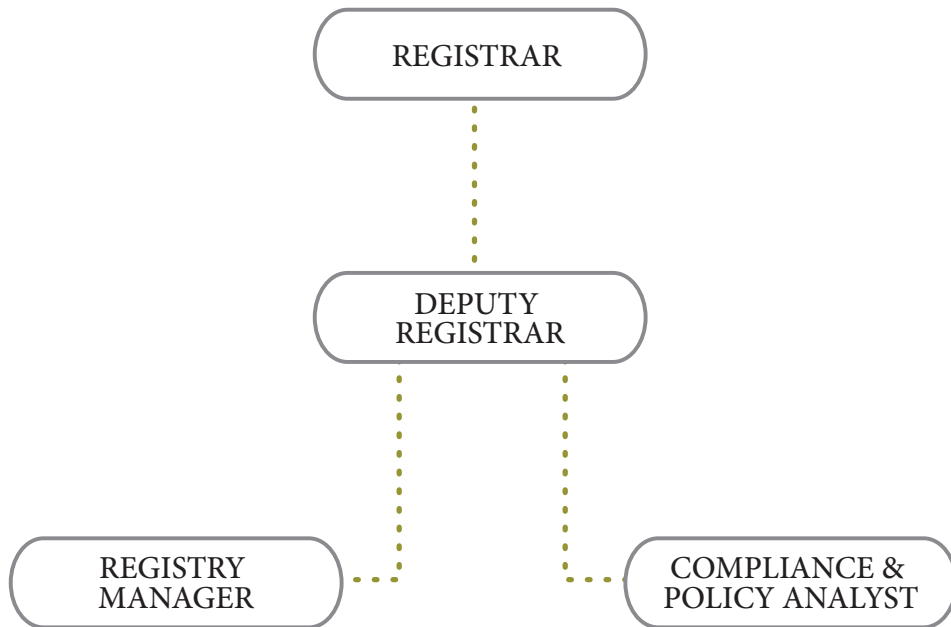 REGISTRAR
DEPUTY
REGISTRAR
REGISTRY
MANAGER
COMPLIANCE &
POLICY ANALYST